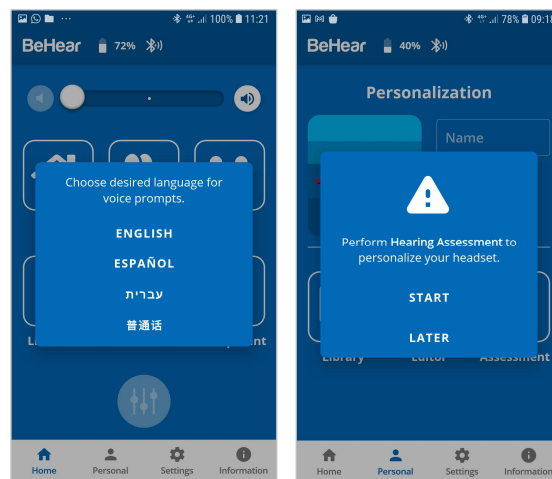 100% 11:21
BeHear 72%
Choose desired language for
voice prompts.
ENGLISH
ESPAÑOL
עברית
普通话
Home Personal Settings Information
78% 09:18
BeHear 40%
Personalization
Name
Perform Hearing Assessment to
personalize your headset.
START
LATER
Library Editor Assessment
Home Personal Settings Information